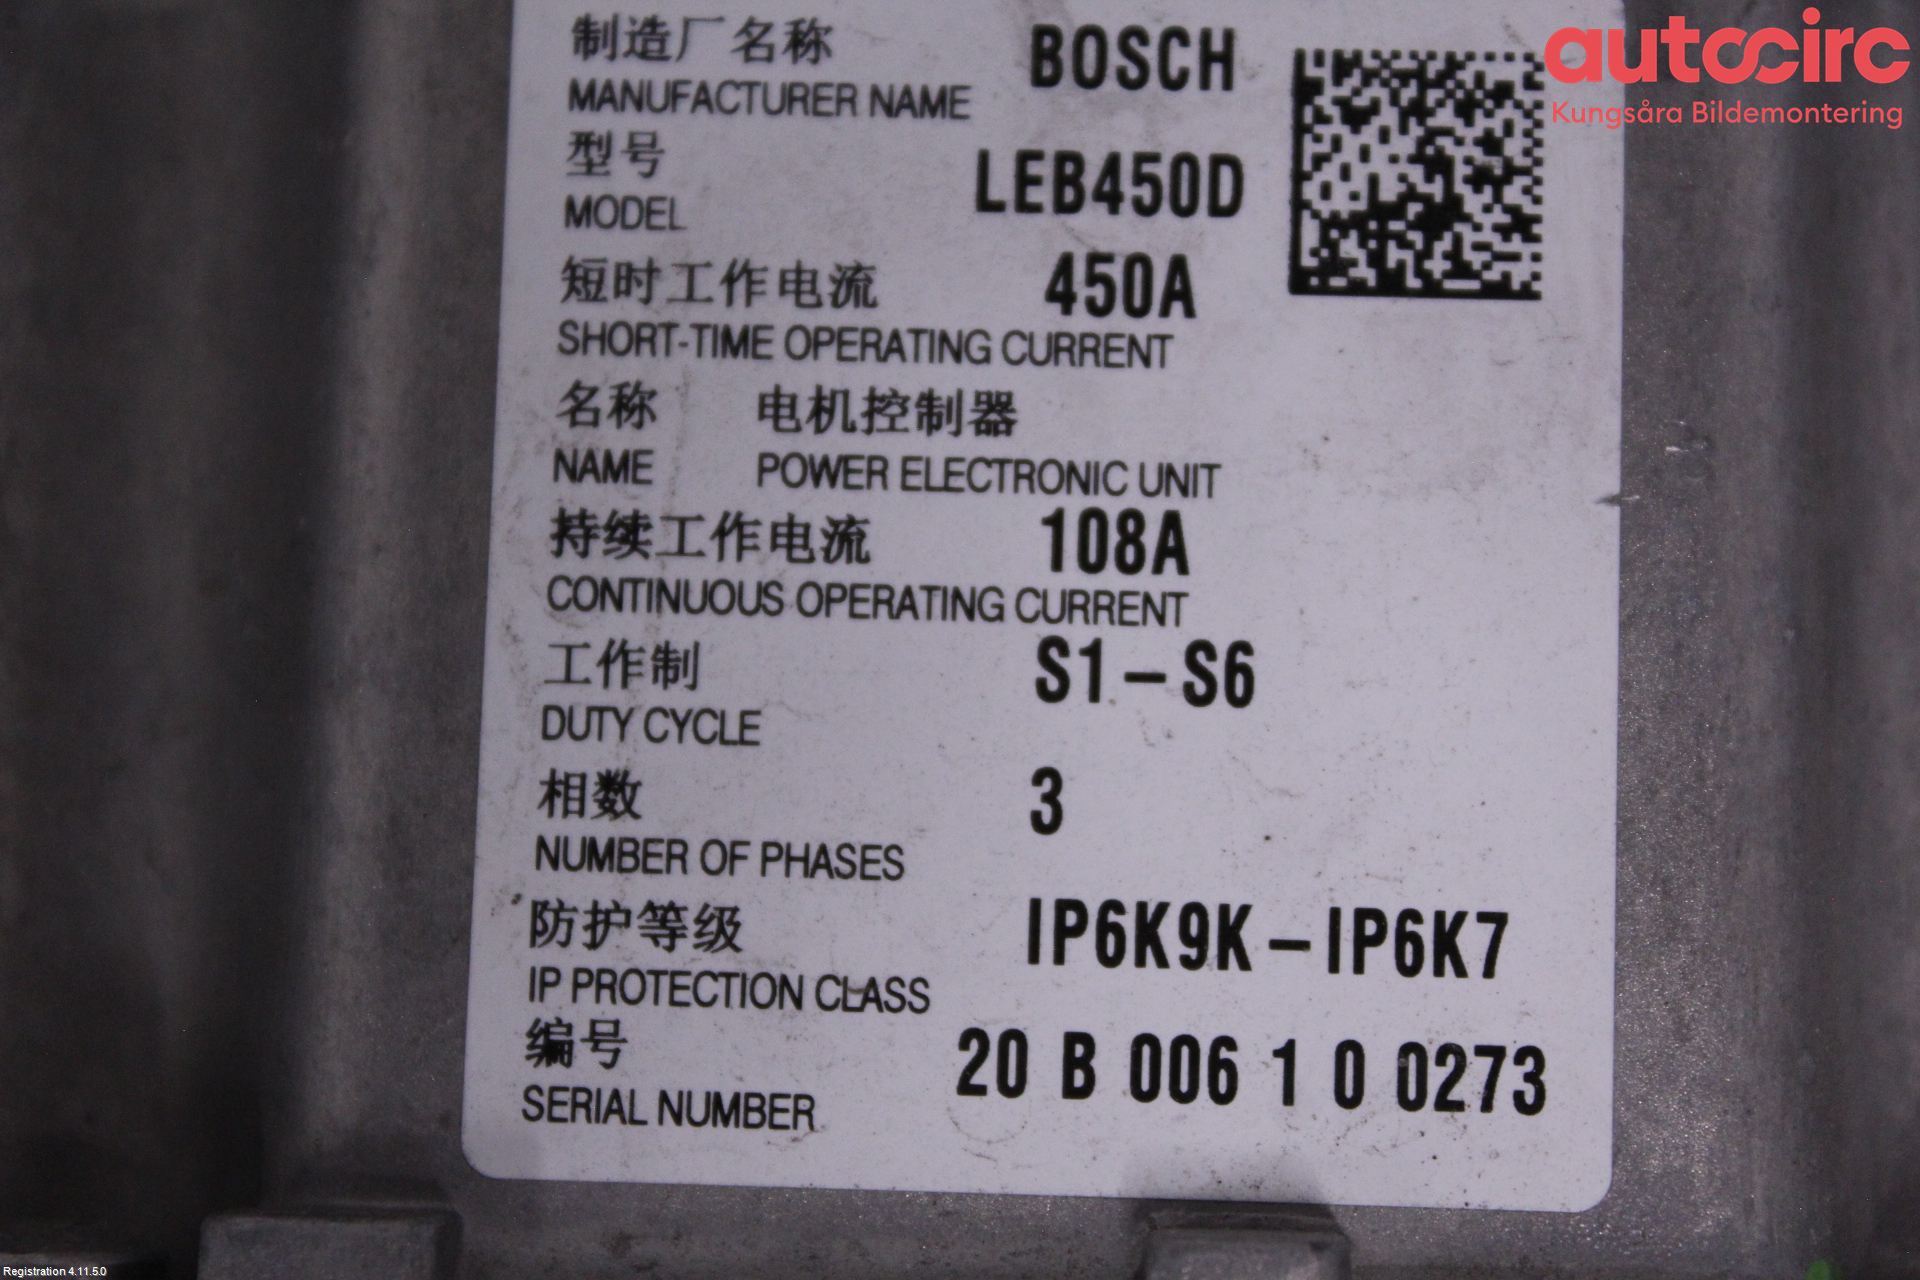 制造厂名称 BOSCH
MANUFACTURER NAME
型号 LEB450D
MODEL
短时工作电流 450A
SHORT-TIME OPERATING CURRENT
名称 电机控制器
NAME POWER ELECTRONIC UNIT
持续工作电流 108A
CONTINUOUS OPERATING CURRENT
工作制 S1-S6
DUTY CYCLE
相数 3
NUMBER OF PHASES
防护等级 IP6K9K-IP6K7
IP PROTECTION CLASS
编号 20 B 006 1 0 0273
SERIAL NUMBER
autocirc
Kungsåra Bildemontering
Registration 4.11.5.0